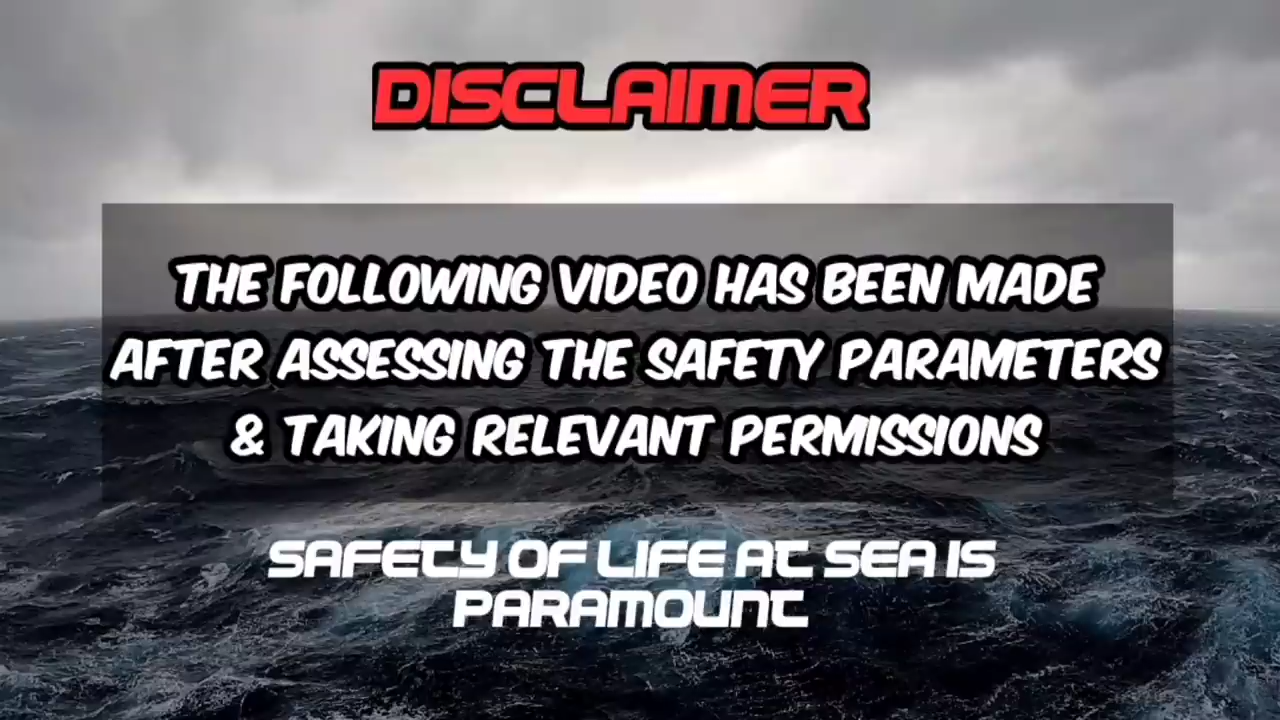 DISCLAIMER
THE FOLLOWING VIDEO HAS BEEN MADE
AFTER ASSESSING THE SAFETY PARAMETERS
& TAKING RELEVANT PERMISSIONS
SAFETY OF LIFE AT SEA IS
PARAMOUNT